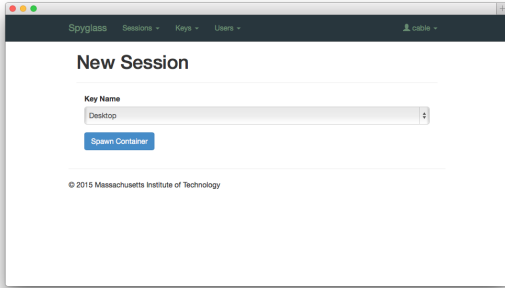 Spyglass Sessions Keys Users cable
New Session
Key Name
Desktop
Spawn Container
© 2015 Massachusetts Institute of Technology